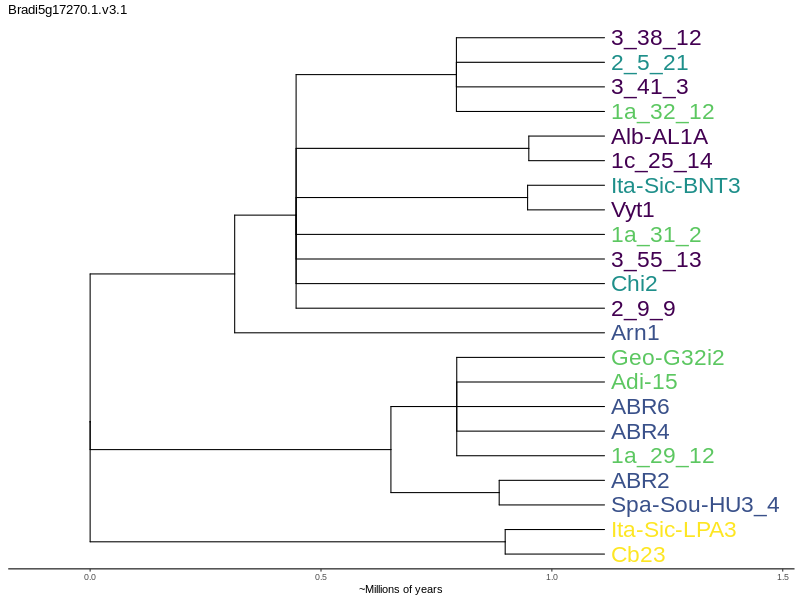 Bradi5g17270.1.v3.1
3_38_12
2_5_21
3_41_3
1a_32_12
Alb-AL1A
1c_25_14
Ita-Sic-BNT3
Vyt1
1a_31_2
3_55_13
Chi2
2_9_9
Arn1
Geo-G32i2
Adi-15
ABR6
ABR4
1a_29_12
ABR2
Spa-Sou-HU3_4
Ita-Sic-LPA3
Cb23
0.0 0.5 1.0 1.5
~Millions of years